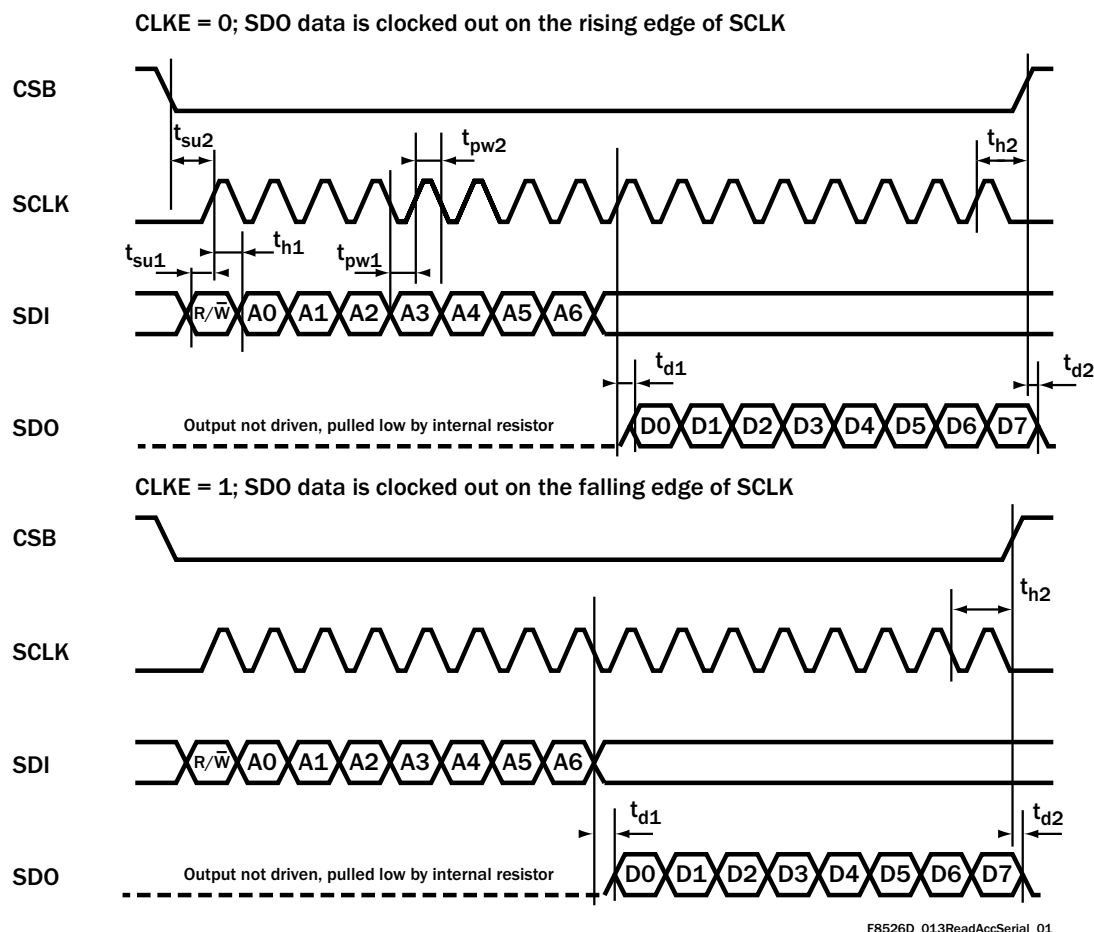 CLKE = 0; SDO data is clocked out on the rising edge of SCLK
CSB
tsu2
tpw2
th2
SCLK
tsu1
th1
tpw1
SDI
R/W̅ A0 A1 A2 A3 A4 A5 A6
td1
td2
SDO
Output not driven, pulled low by internal resistor
D0 D1 D2 D3 D4 D5 D6 D7
CLKE = 1; SDO data is clocked out on the falling edge of SCLK
CSB
th2
SCLK
SDI
R/W̅ A0 A1 A2 A3 A4 A5 A6
td1
td2
SDO
Output not driven, pulled low by internal resistor
D0 D1 D2 D3 D4 D5 D6 D7
F8526D_013ReadAccSerial_01